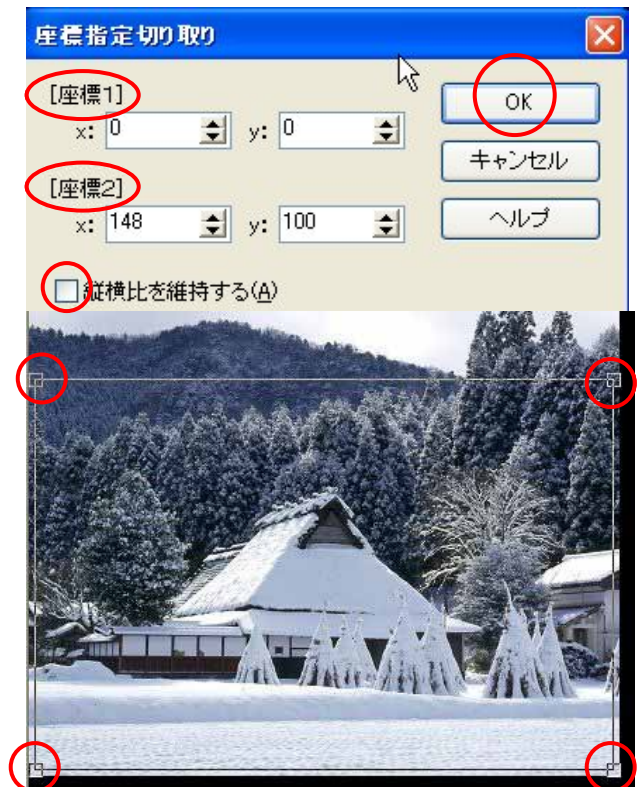 座標指定切り取り
[座標1]
x: 0 y: 0
OK
キャンセル
[座標2]
x: 148 y: 100
ヘルプ
縦横比を維持する(A)